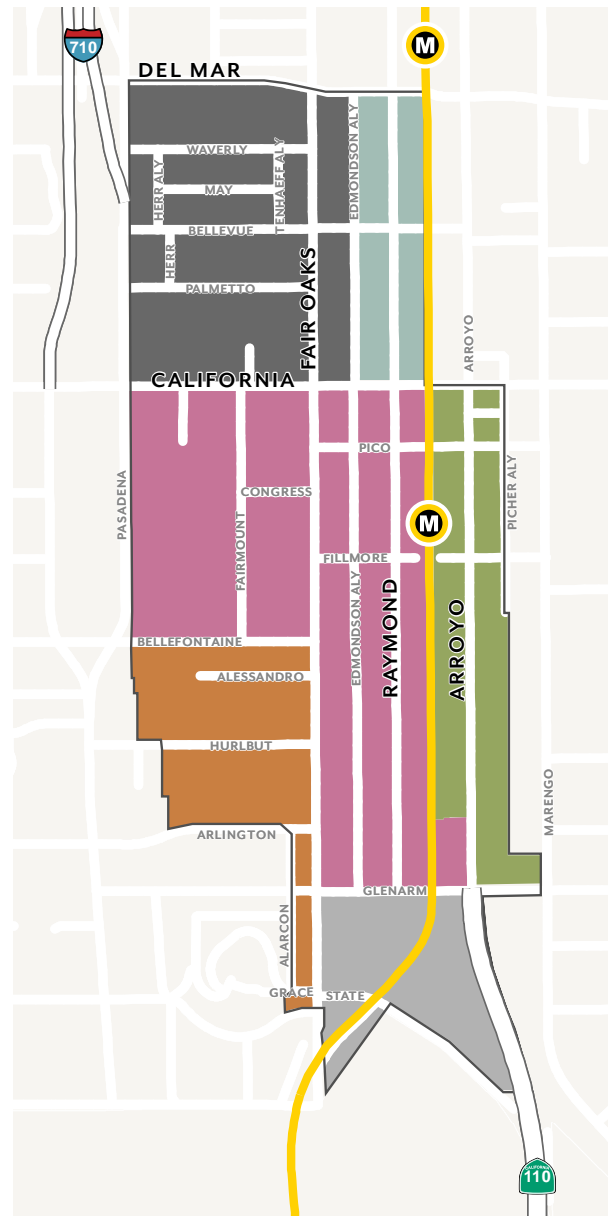 710
M
DEL MAR
WAVERLY
HERR ALY
MAY
TENHAEFF ALY
EDMONDSON ALY
BELLEVUE
HERR
PALMETTO
FAIR OAKS
ARROYO
CALIFORNIA
PICO
PASADENA
CONGRESS
PICHER ALY
FAIRMOUNT
M
FILLMORE
EDMONDSON ALY
RAYMOND
ARROYO
BELLEFONTAINE
ALESSANDRO
HURLBUT
MARENGO
ARLINGTON
GLENARM
ALARCON
GRACE
STATE
CALIFORNIA
110